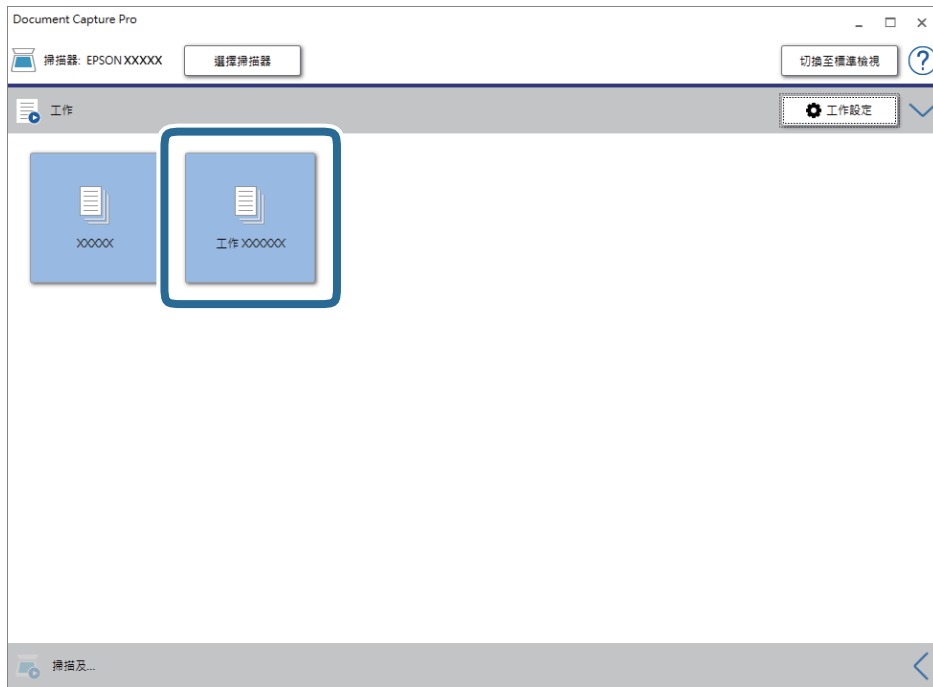 Document Capture Pro
掃描器: EPSON XXXXX
選擇掃描器
切換至標準檢視
?
工作
工作設定
XXXXX
工作 XXXXXX
掃描及...